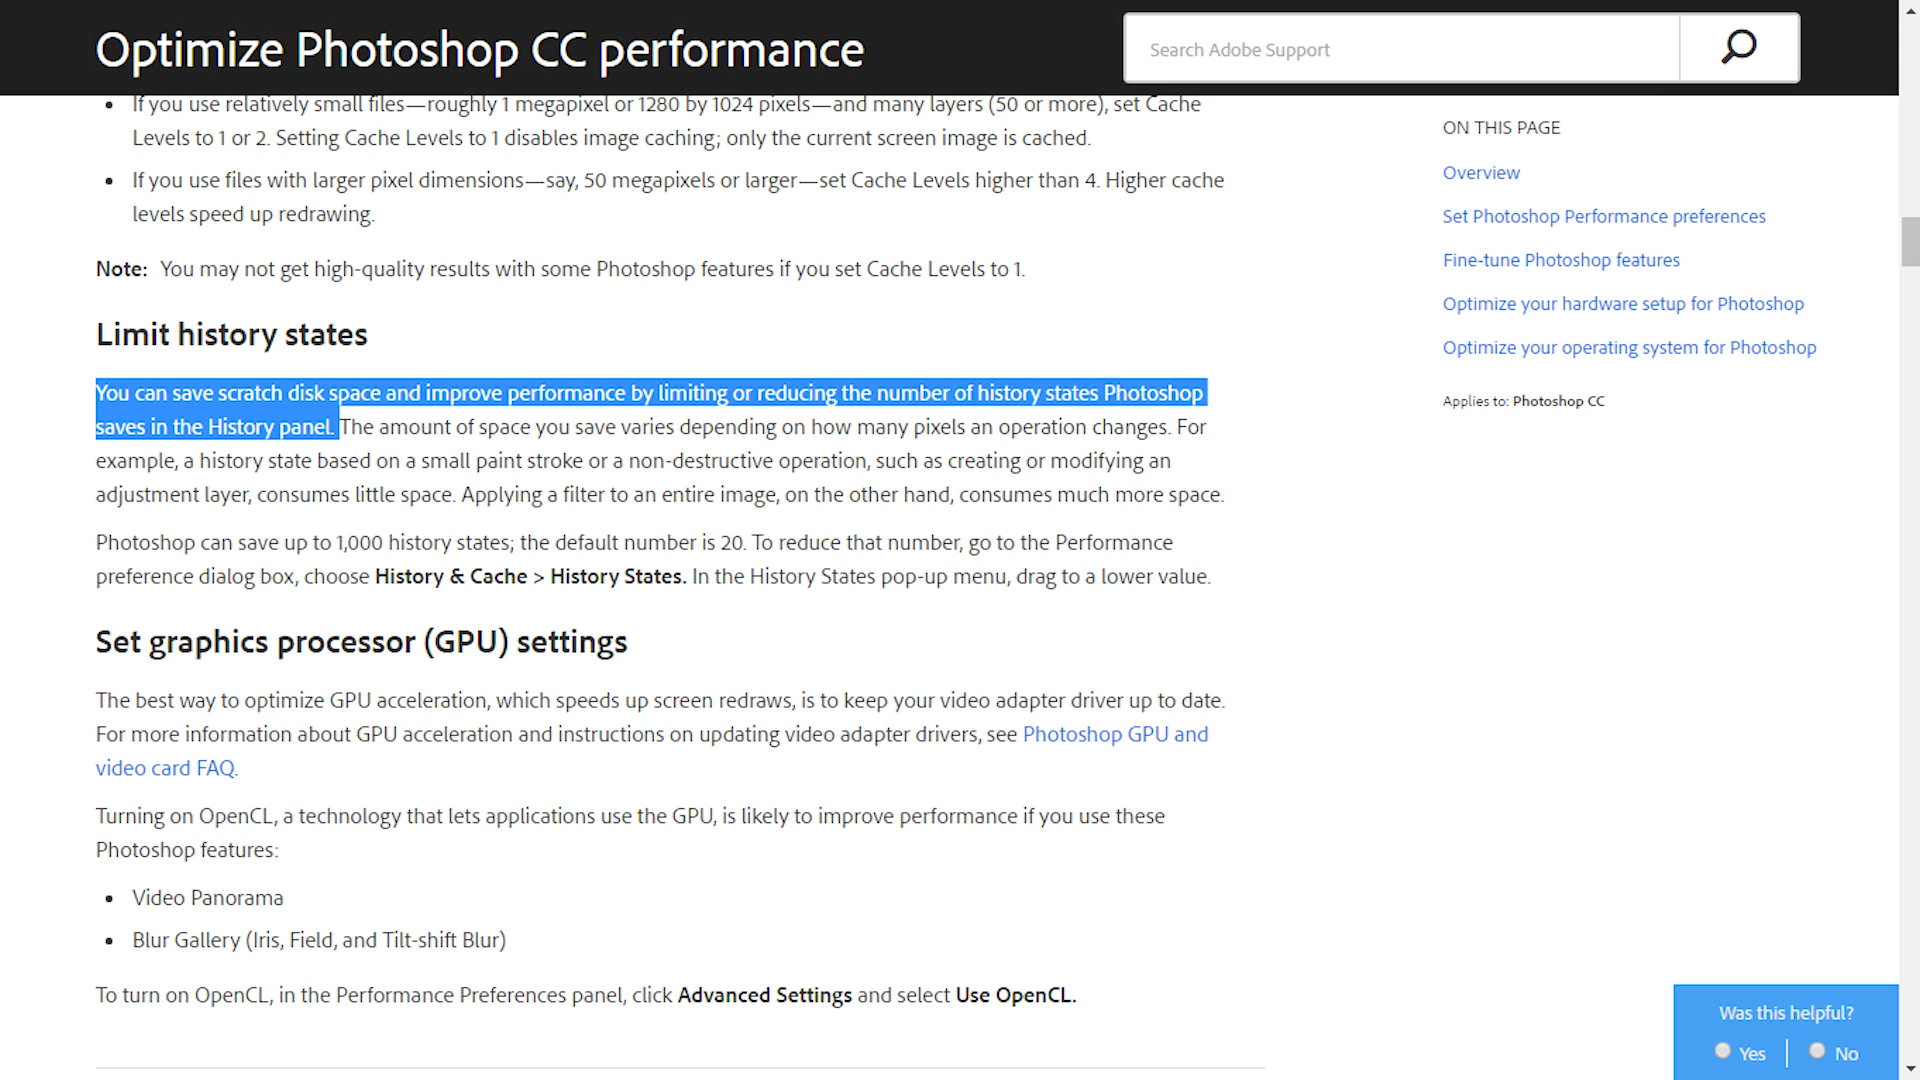 Optimize Photoshop CC performance
Search Adobe Support
• If you use relatively small files—roughly 1 megapixel or 1280 by 1024 pixels—and many layers (50 or more), set Cache
Levels to 1 or 2. Setting Cache Levels to 1 disables image caching; only the current screen image is cached.
• If you use files with larger pixel dimensions—say, 50 megapixels or larger—set Cache Levels higher than 4. Higher cache
levels speed up redrawing.
Note: You may not get high-quality results with some Photoshop features if you set Cache Levels to 1.
Limit history states
You can save scratch disk space and improve performance by limiting or reducing the number of history states Photoshop
saves in the History panel. The amount of space you save varies depending on how many pixels an operation changes. For
example, a history state based on a small paint stroke or a non-destructive operation, such as creating or modifying an
adjustment layer, consumes little space. Applying a filter to an entire image, on the other hand, consumes much more space.
Photoshop can save up to 1,000 history states; the default number is 20. To reduce that number, go to the Performance
preference dialog box, choose History & Cache > History States. In the History States pop-up menu, drag to a lower value.
Set graphics processor (GPU) settings
The best way to optimize GPU acceleration, which speeds up screen redraws, is to keep your video adapter driver up to date.
For more information about GPU acceleration and instructions on updating video adapter drivers, see Photoshop GPU and
video card FAQ.
Turning on OpenCL, a technology that lets applications use the GPU, is likely to improve performance if you use these
Photoshop features:
• Video Panorama
• Blur Gallery (Iris, Field, and Tilt-shift Blur)
To turn on OpenCL, in the Performance Preferences panel, click Advanced Settings and select Use OpenCL.
ON THIS PAGE
Overview
Set Photoshop Performance preferences
Fine-tune Photoshop features
Optimize your hardware setup for Photoshop
Optimize your operating system for Photoshop
Applies to: Photoshop CC
Was this helpful?
Yes | No